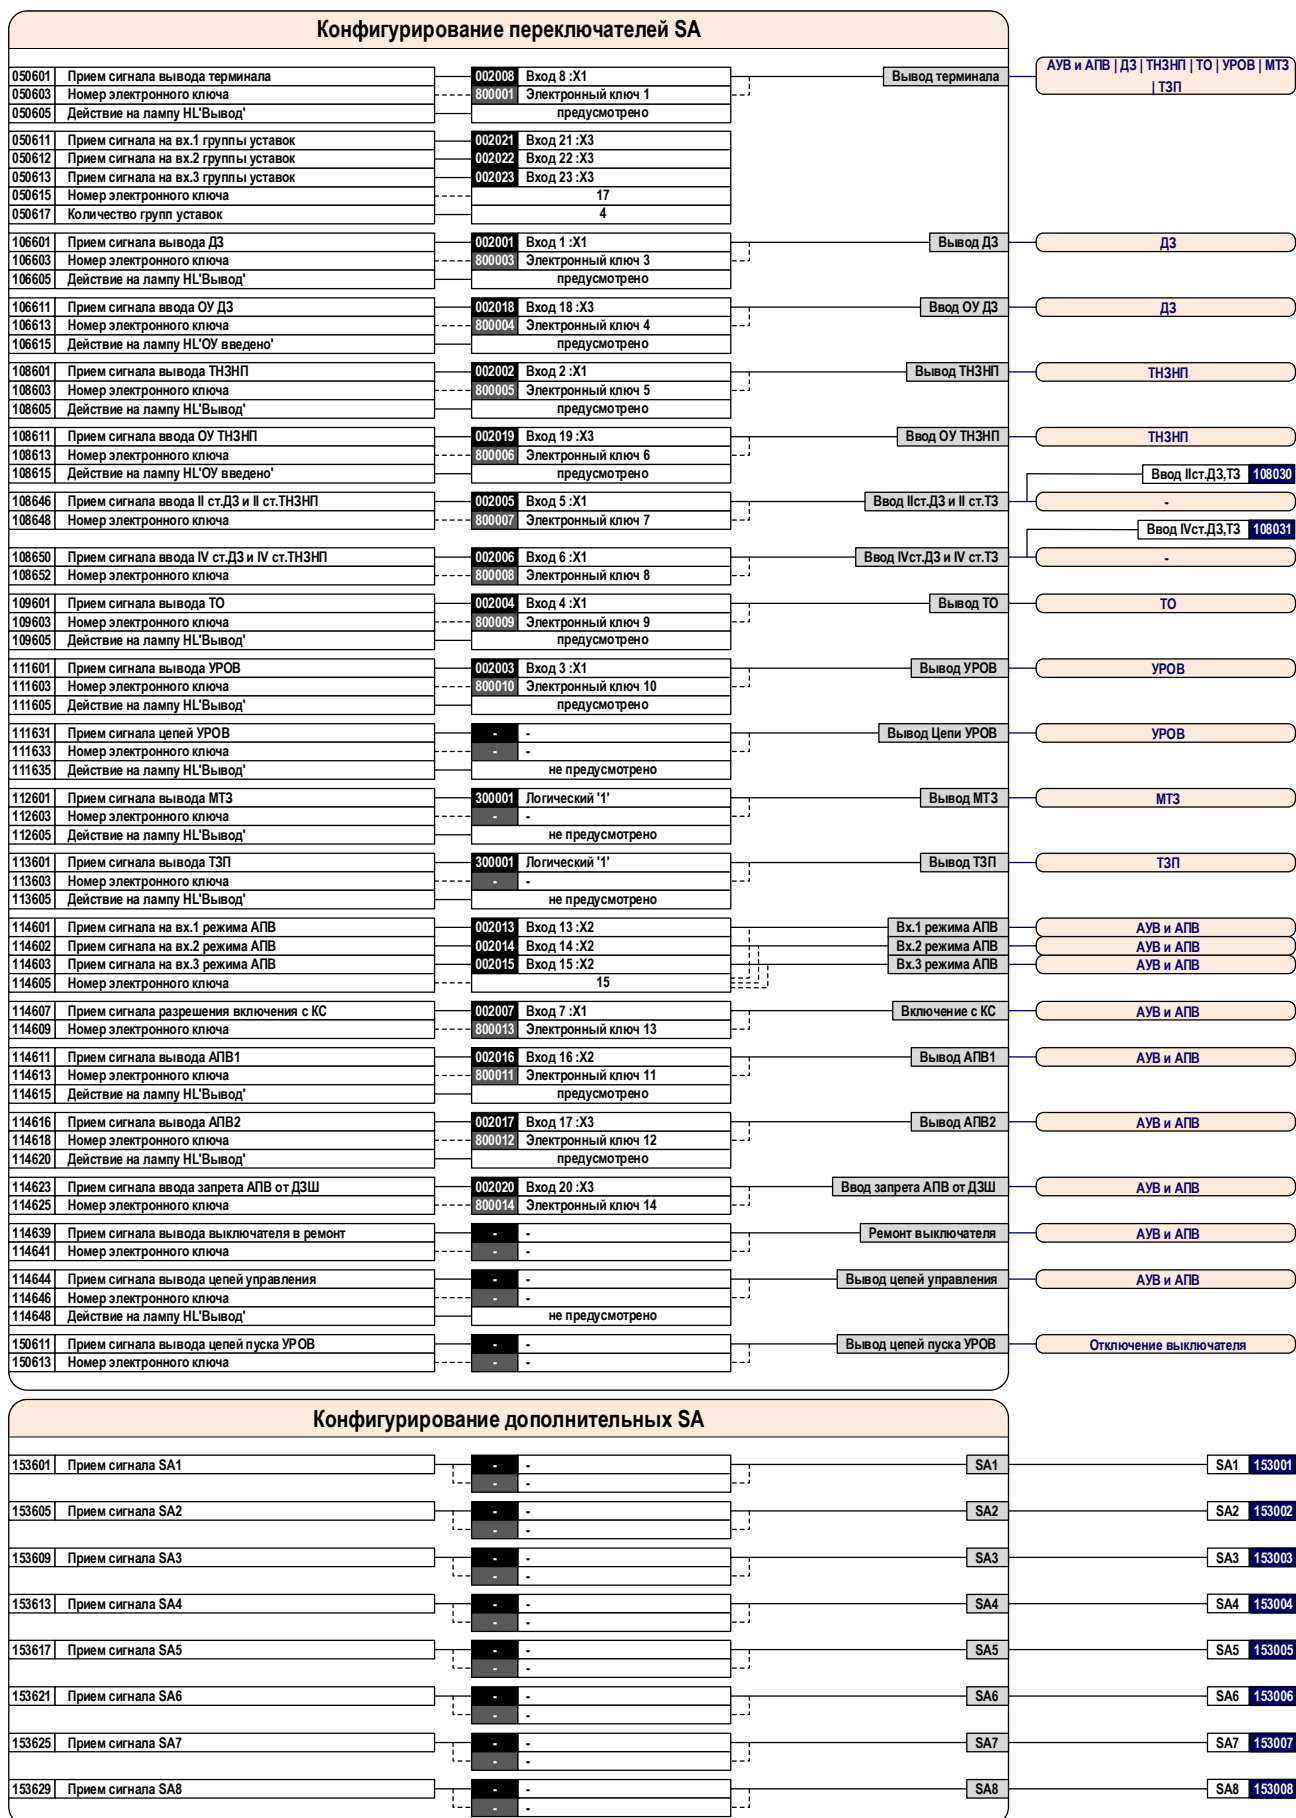 Конфигурирование переключателей SA
050601 Прием сигнала вывода терминала 002008 Вход 8 :X1 Вывод терминала АУВ и АПВ | ДЗ | ТНЗНП | ТО | УРОВ | МТЗ
| ТЗП
050603 Номер электронного ключа 800001 Электронный ключ 1
050605 Действие на лампу HL'Вывод' предусмотрено
050611 Прием сигнала на вх.1 группы уставок 002021 Вход 21 :X3
050612 Прием сигнала на вх.2 группы уставок 002022 Вход 22 :X3
050613 Прием сигнала на вх.3 группы уставок 002023 Вход 23 :X3
050615 Номер электронного ключа 17
050617 Количество групп уставок 4
106601 Прием сигнала вывода ДЗ 002001 Вход 1 :X1 Вывод ДЗ ДЗ
106603 Номер электронного ключа 800003 Электронный ключ 3
106605 Действие на лампу HL'Вывод' предусмотрено
106611 Прием сигнала ввода ОУ ДЗ 002018 Вход 18 :X3 Ввод ОУ ДЗ ДЗ
106613 Номер электронного ключа 800004 Электронный ключ 4
106615 Действие на лампу HL'ОУ введено' предусмотрено
108601 Прием сигнала вывода ТНЗНП 002002 Вход 2 :X1 Вывод ТНЗНП ТНЗНП
108603 Номер электронного ключа 800005 Электронный ключ 5
108605 Действие на лампу HL'Вывод' предусмотрено
108611 Прием сигнала ввода ОУ ТНЗНП 002019 Вход 19 :X3 Ввод ОУ ТНЗНП ТНЗНП
108613 Номер электронного ключа 800006 Электронный ключ 6
108615 Действие на лампу HL'ОУ введено' предусмотрено
Ввод IIст.ДЗ,ТЗ 108030
108646 Прием сигнала ввода II ст.ДЗ и II ст.ТНЗНП 002005 Вход 5 :X1 Ввод IIст.ДЗ и II ст.ТЗ -
108648 Номер электронного ключа 800007 Электронный ключ 7
Ввод IVст.ДЗ,ТЗ 108031
108650 Прием сигнала ввода IV ст.ДЗ и IV ст.ТНЗНП 002006 Вход 6 :X1 Ввод IVст.ДЗ и IV ст.ТЗ -
108652 Номер электронного ключа 800008 Электронный ключ 8
109601 Прием сигнала вывода ТО 002004 Вход 4 :X1 Вывод ТО ТО
109603 Номер электронного ключа 800009 Электронный ключ 9
109605 Действие на лампу HL'Вывод' предусмотрено
111601 Прием сигнала вывода УРОВ 002003 Вход 3 :X1 Вывод УРОВ УРОВ
111603 Номер электронного ключа 800010 Электронный ключ 10
111605 Действие на лампу HL'Вывод' предусмотрено
111631 Прием сигнала цепей УРОВ - - Вывод Цепи УРОВ УРОВ
111633 Номер электронного ключа - -
111635 Действие на лампу HL'Вывод' не предусмотрено
112601 Прием сигнала вывода МТЗ 300001 Логический '1' Вывод МТЗ МТЗ
112603 Номер электронного ключа - -
112605 Действие на лампу HL'Вывод' не предусмотрено
113601 Прием сигнала вывода ТЗП 300001 Логический '1' Вывод ТЗП ТЗП
113603 Номер электронного ключа - -
113605 Действие на лампу HL'Вывод' не предусмотрено
114601 Прием сигнала на вх.1 режима АПВ 002013 Вход 13 :X2 Вх.1 режима АПВ АУВ и АПВ
114602 Прием сигнала на вх.2 режима АПВ 002014 Вход 14 :X2 Вх.2 режима АПВ АУВ и АПВ
114603 Прием сигнала на вх.3 режима АПВ 002015 Вход 15 :X2 Вх.3 режима АПВ АУВ и АПВ
114605 Номер электронного ключа 15
114607 Прием сигнала разрешения включения с КС 002007 Вход 7 :X1 Включение с КС АУВ и АПВ
114609 Номер электронного ключа 800013 Электронный ключ 13
114611 Прием сигнала вывода АПВ1 002016 Вход 16 :X2 Вывод АПВ1 АУВ и АПВ
114613 Номер электронного ключа 800011 Электронный ключ 11
114615 Действие на лампу HL'Вывод' предусмотрено
114616 Прием сигнала вывода АПВ2 002017 Вход 17 :X3 Вывод АПВ2 АУВ и АПВ
114618 Номер электронного ключа 800012 Электронный ключ 12
114620 Действие на лампу HL'Вывод' предусмотрено
114623 Прием сигнала ввода запрета АПВ от ДЗШ 002020 Вход 20 :X3 Ввод запрета АПВ от ДЗШ АУВ и АПВ
114625 Номер электронного ключа 800014 Электронный ключ 14
114639 Прием сигнала вывода выключателя в ремонт - - Ремонт выключателя АУВ и АПВ
114641 Номер электронного ключа - -
114644 Прием сигнала вывода цепей управления - - Вывод цепей управления АУВ и АПВ
114646 Номер электронного ключа - -
114648 Действие на лампу HL'Вывод' не предусмотрено
150611 Прием сигнала вывода цепей пуска УРОВ - - Вывод цепей пуска УРОВ Отключение выключателя
150613 Номер электронного ключа - -
Конфигурирование дополнительных SA
153601 Прием сигнала SA1 - - SA1 SA1 153001
- -
153605 Прием сигнала SA2 - - SA2 SA2 153002
- -
153609 Прием сигнала SA3 - - SA3 SA3 153003
- -
153613 Прием сигнала SA4 - - SA4 SA4 153004
- -
153617 Прием сигнала SA5 - - SA5 SA5 153005
- -
153621 Прием сигнала SA6 - - SA6 SA6 153006
- -
153625 Прием сигнала SA7 - - SA7 SA7 153007
- -
153629 Прием сигнала SA8 - - SA8 SA8 153008
- -